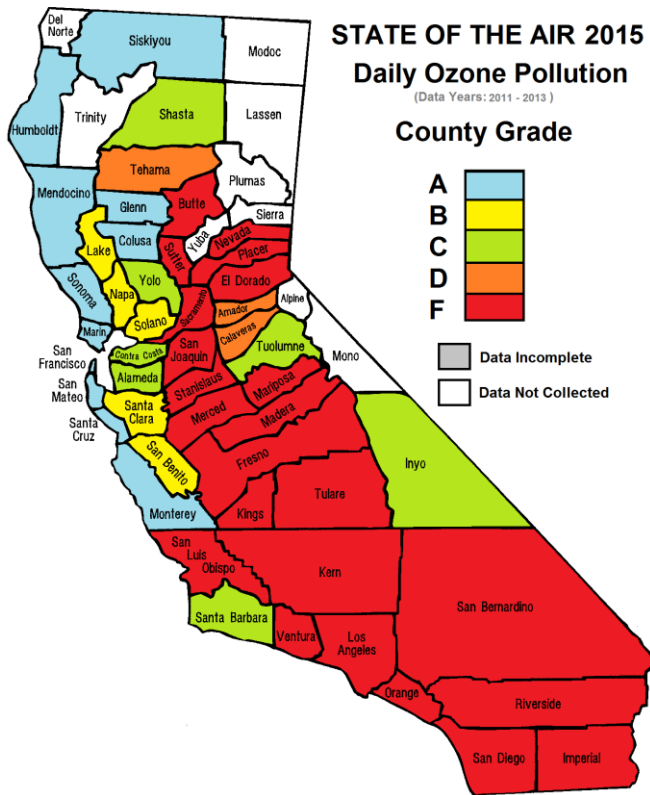 STATE OF THE AIR 2015
Daily Ozone Pollution
(Data Years: 2011 - 2013 )
County Grade
A
B
C
D
F
Data Incomplete
Data Not Collected
Del
Norte
Siskiyou
Modoc
Humboldt
Trinity
Shasta
Lassen
Tehama
Plumas
Mendocino
Glenn
Butte
Sierra
Lake
Colusa
Sutter
Yuba
Nevada
Placer
Sonoma
Napa
Yolo
El Dorado
Sacramento
Solano
Amador
Alpine
Marin
Calaveras
San
Francisco
Contra Costa
San
Joaquin
Tuolumne
Mono
Alameda
San
Mateo
Stanislaus
Mariposa
Santa
Clara
Merced
Madera
Santa
Cruz
San Benito
Fresno
Inyo
Monterey
Kings
Tulare
San
Luis
Obispo
Kern
San Bernardino
Santa Barbara
Ventura
Los
Angeles
Orange
Riverside
San Diego
Imperial